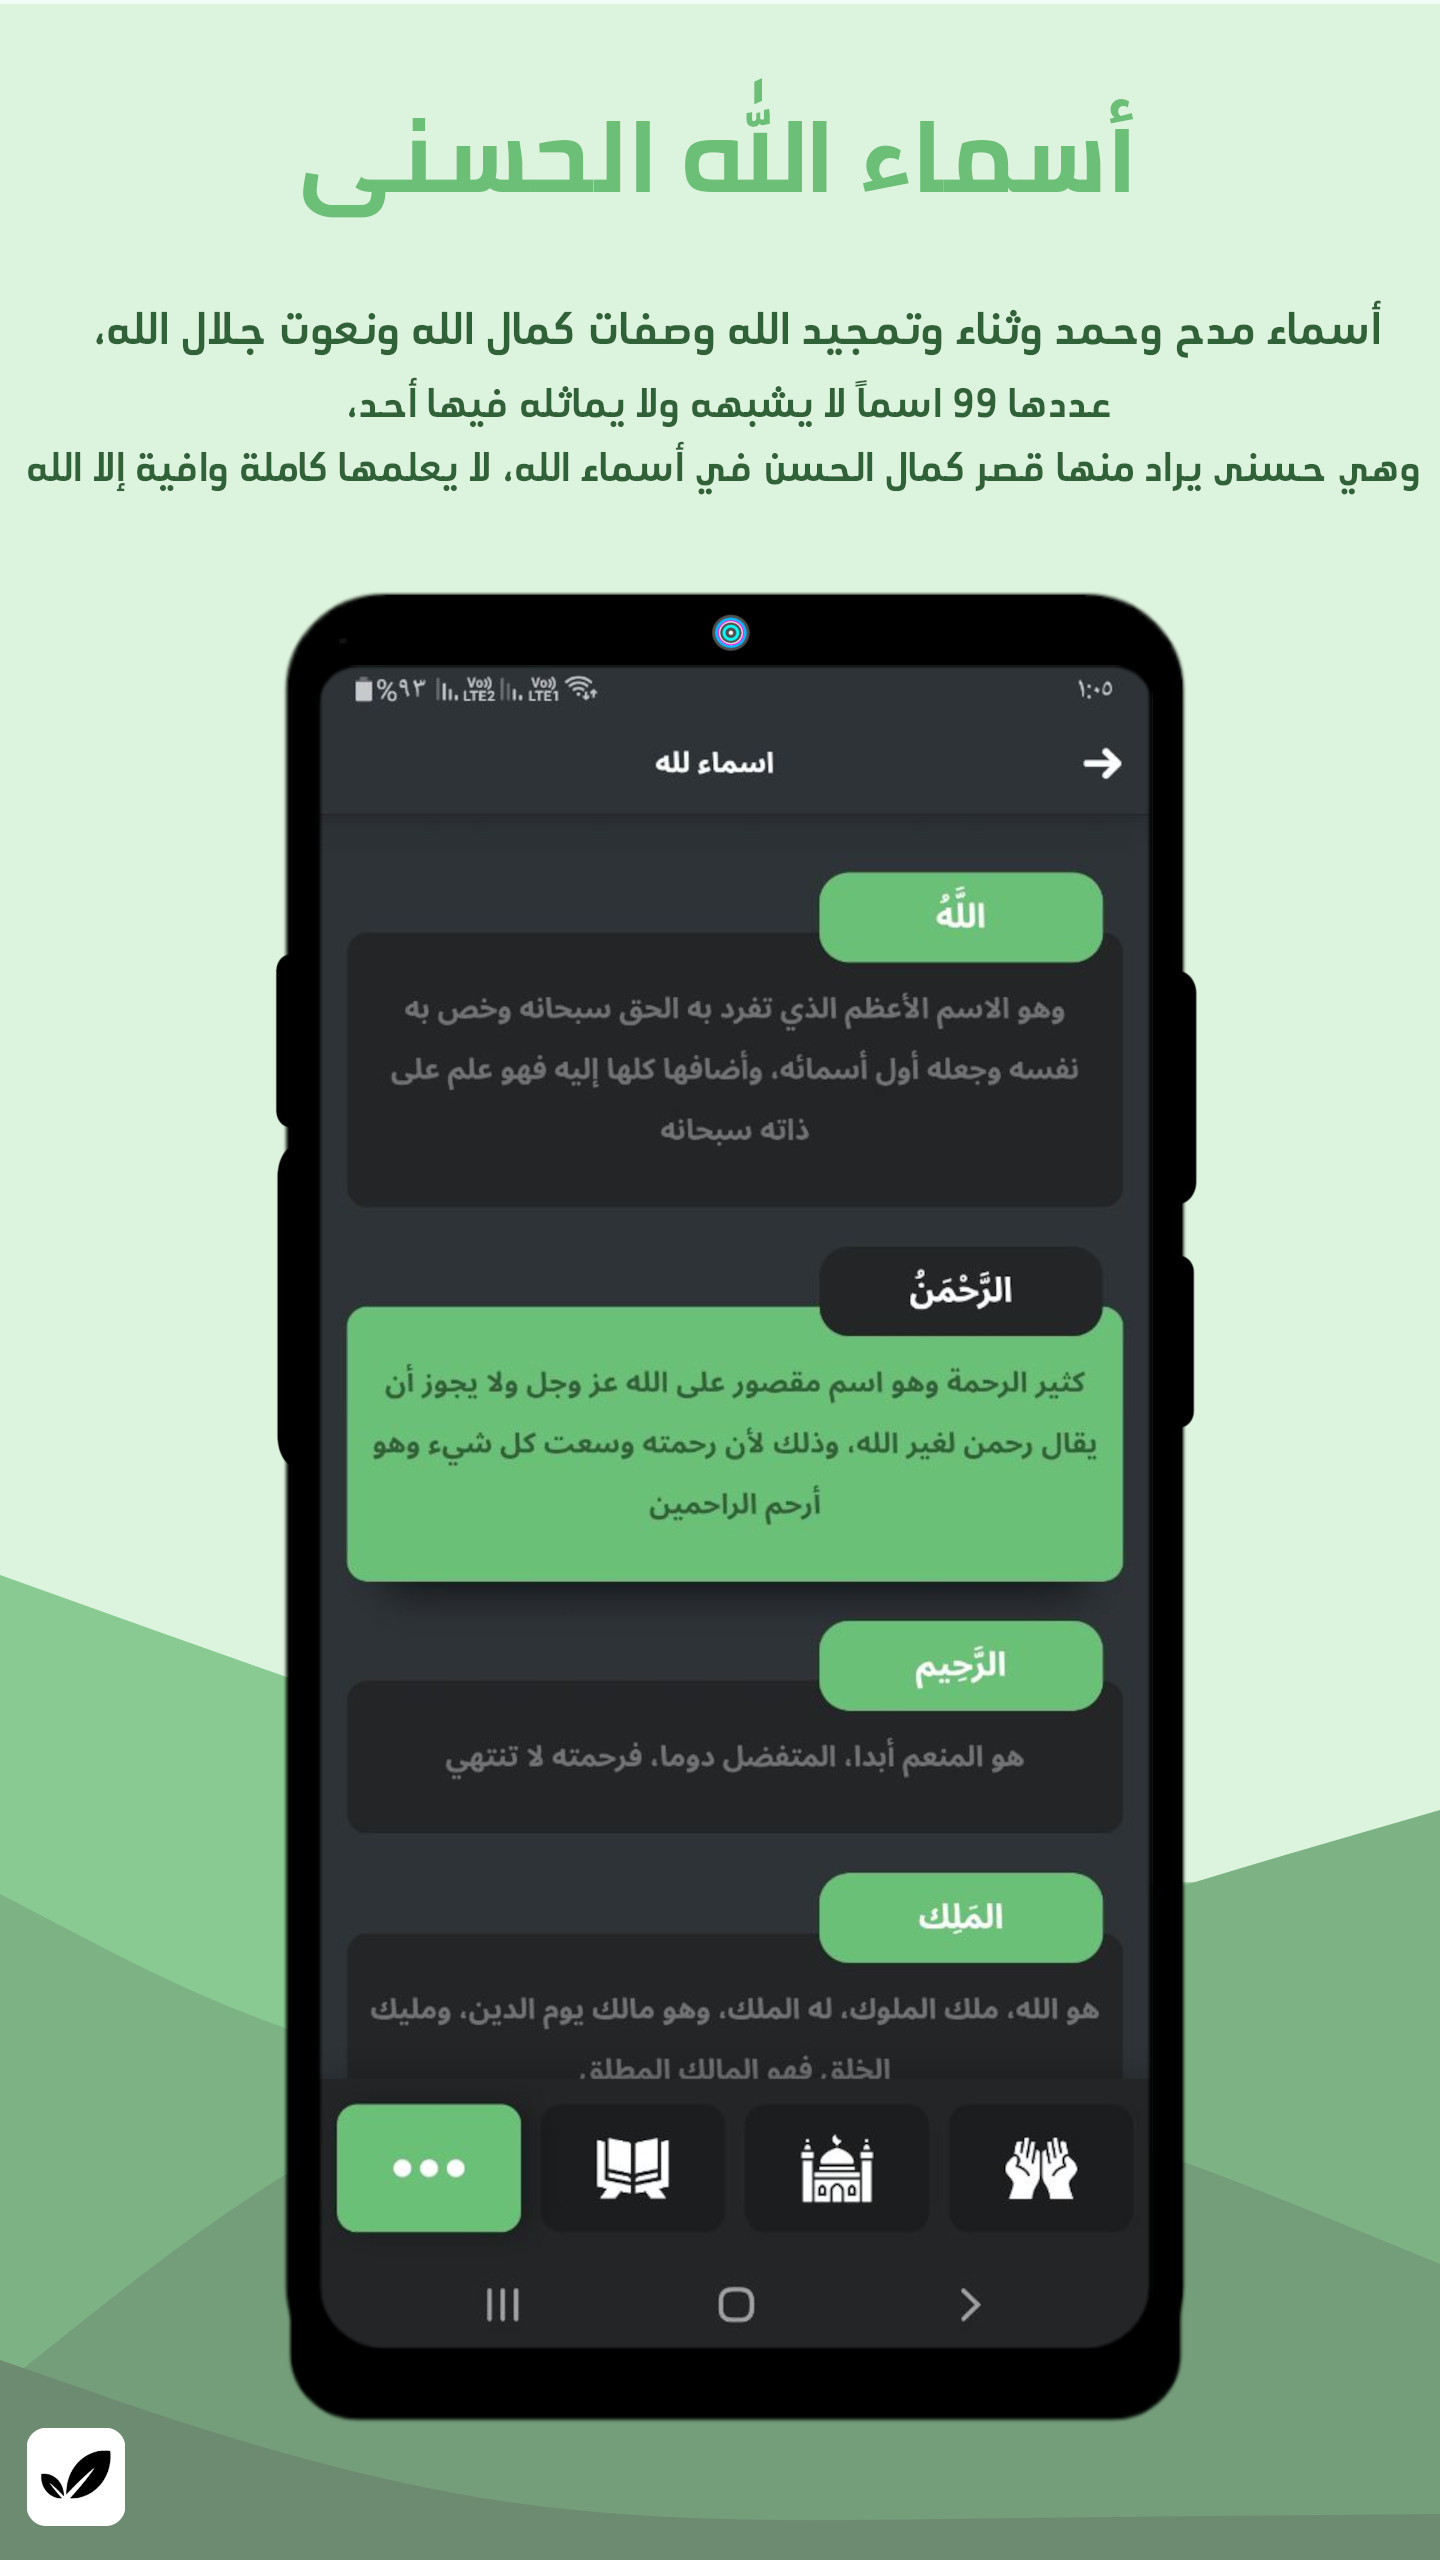 أسماء الله الحسنى
أسماء مدح وحمد وثناء وتمجيد الله وصفات كمال الله ونعوت جلال الله،
عددها 99 اسماً لا يشبهه ولا يماثله فيها أحد،
وهي حسنى يراد منها قصر كمال الحسن في أسماء الله، لا يعلمها كاملة وافية إلا الله
١:٠٥
Vo)) LTE1 Vo)) LTE2 %٩٣
اسماء لله
اللَّهُ
وهو الاسم الأعظم الذي تفرد به الحق سبحانه وخص به
نفسه وجعله أول أسمائه، وأضافها كلها إليه فهو علم على
ذاته سبحانه
الرَّحْمَنُ
كثير الرحمة وهو اسم مقصور على الله عز وجل ولا يجوز أن
يقال رحمن لغير الله، وذلك لأن رحمته وسعت كل شيء وهو
أرحم الراحمين
الرَّحِيم
هو المنعم أبدا، المتفضل دوما، فرحمته لا تنتهي
المَلِك
هو الله، ملك الملوك، له الملك، وهو مالك يوم الدين، ومليك
الخلق فهو المالك المطلق.